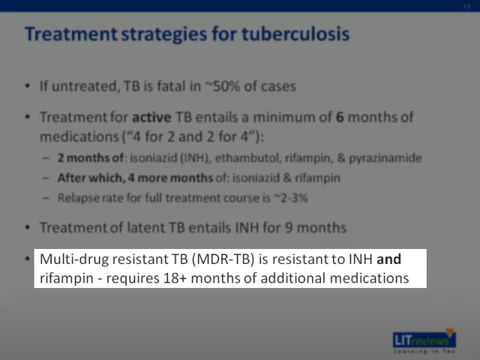 13
Treatment strategies for tuberculosis
• If untreated, TB is fatal in ~50% of cases
• Treatment for active TB entails a minimum of 6 months of
medications ("4 for 2 and 2 for 4"):
– 2 months of: isoniazid (INH), ethambutol, rifampin, & pyrazinamide
– After which, 4 more months of: isoniazid & rifampin
– Relapse rate for full treatment course is ~2-3%
• Treatment of latent TB entails INH for 9 months
• Multi-drug resistant TB (MDR-TB) is resistant to INH and
rifampin - requires 18+ months of additional medications
LITreviews
Learning in Ten